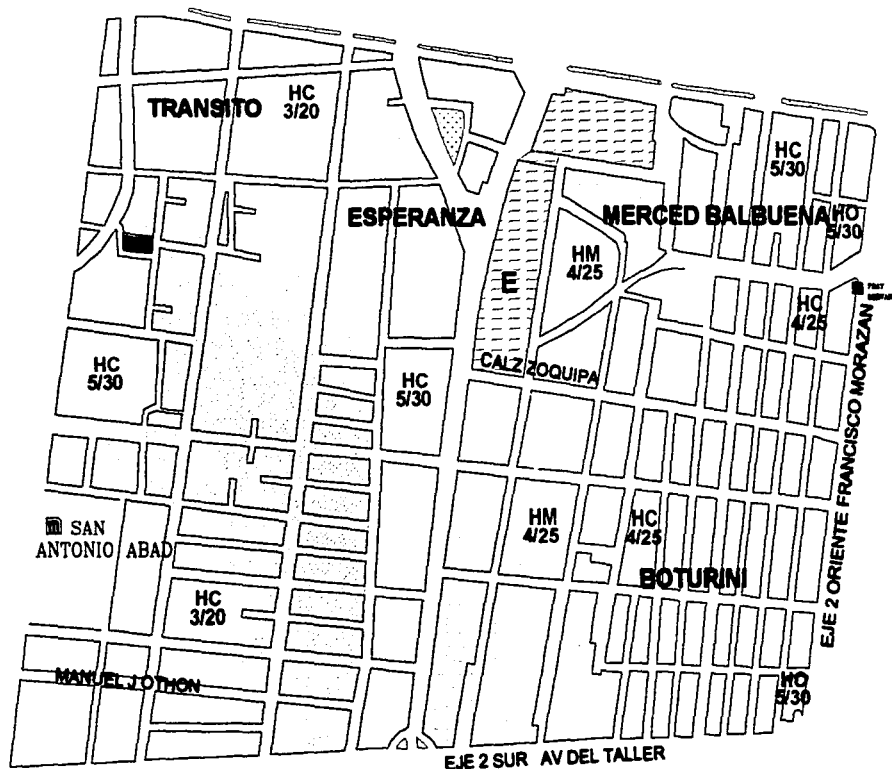 TRANSITO
HC
3/20
HC
5/30
ESPERANZA
MERCED BALBUENA
HO
5/30
HM
4/25
E
HC
4/25
CALZ ZOQUIPA
HC
5/30
HC
5/30
EJE 2 ORIENTE FRANCISCO MORAZAN
SAN
ANTONIO ABAD
HM
4/25
HC
4/25
BOTURINI
HC
3/20
MANUEL J OTHON
HO
5/30
EJE 2 SUR AV DEL TALLER